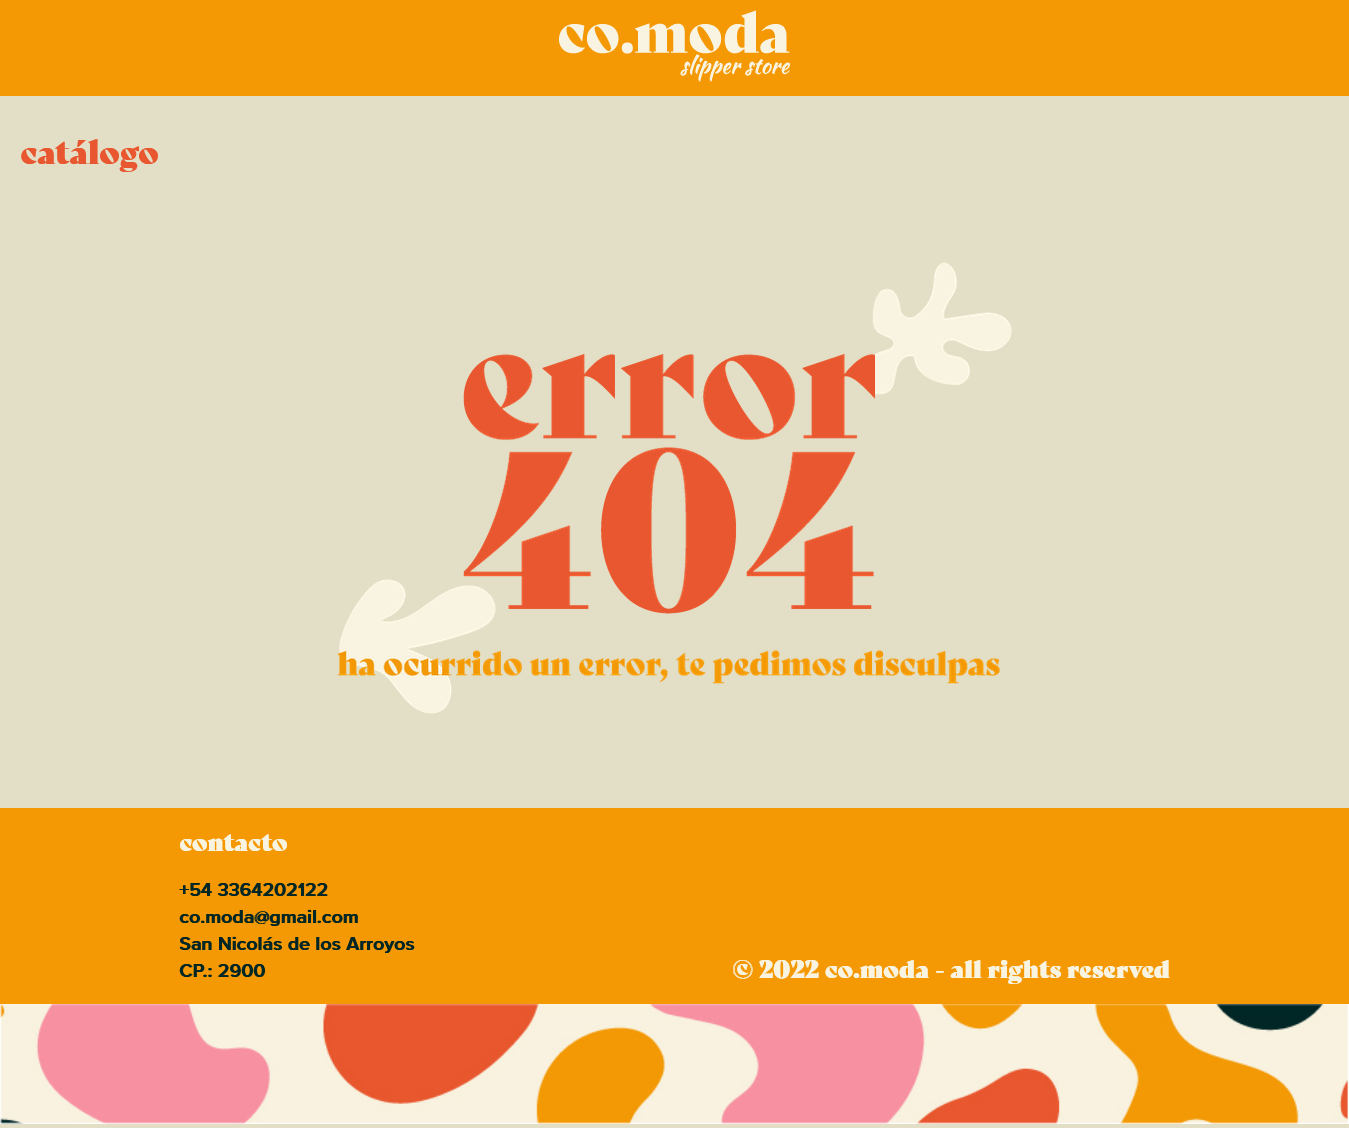 co.moda
slipper store
catálogo
error
404
ha ocurrido un error, te pedimos disculpas
contacto
+54 3364202122
co.moda@gmail.com
San Nicolás de los Arroyos
CP.: 2900
© 2022 co.moda - all rights reserved